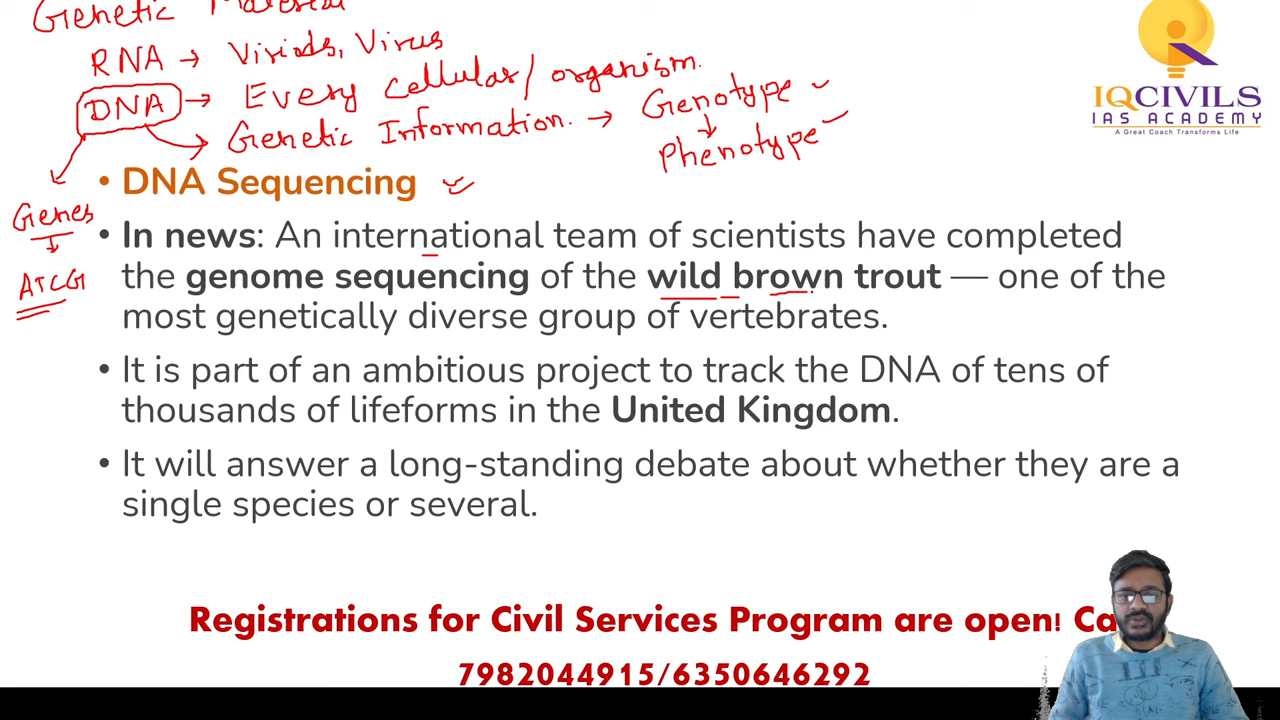 Genetic Material
RNA → Viriods, Virus
DNA → Every cellular/organism.
Genetic Information. → Genotype
↓
Phenotype
IQCIVILS
IAS ACADEMY
A Great Coach Transforms Life
• DNA Sequencing
Genes
↓
ATCG
• In news: An international team of scientists have completed
the genome sequencing of the wild brown trout — one of the
most genetically diverse group of vertebrates.
• It is part of an ambitious project to track the DNA of tens of
thousands of lifeforms in the United Kingdom.
• It will answer a long-standing debate about whether they are a
single species or several.
Registrations for Civil Services Program are open! Ca
7982044915/6350646292